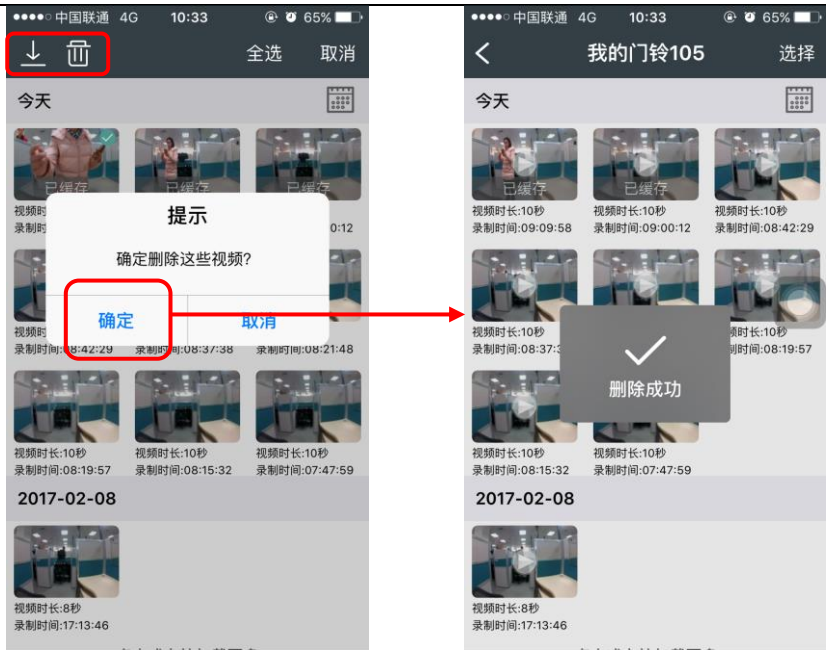 中国联通 4G 10:33 65%
全选 取消
今天
已缓存 已缓存 已缓存
视频时
录制时 0:12
提示
确定删除这些视频?
确定 取消
视频时
录制时间:08:42:29 录制时间:08:37:38 录制时间:08:21:48
视频时长:10秒 视频时长:10秒 视频时长:10秒
录制时间:08:19:57 录制时间:08:15:32 录制时间:07:47:59
2017-02-08
视频时长:8秒
录制时间:17:13:46
中国联通 4G 10:33 65%
我的门铃105 选择
今天
已缓存 已缓存
视频时长:10秒 视频时长:10秒 视频时长:10秒
录制时间:09:09:58 录制时间:09:00:12 录制时间:08:42:29
视频时长:10秒 频时长:10秒
录制时间:08:37: 时间:08:19:57
删除成功
视频时长:10秒 视频时长:10秒
录制时间:08:15:32 录制时间:07:47:59
2017-02-08
视频时长:8秒
录制时间:17:13:46